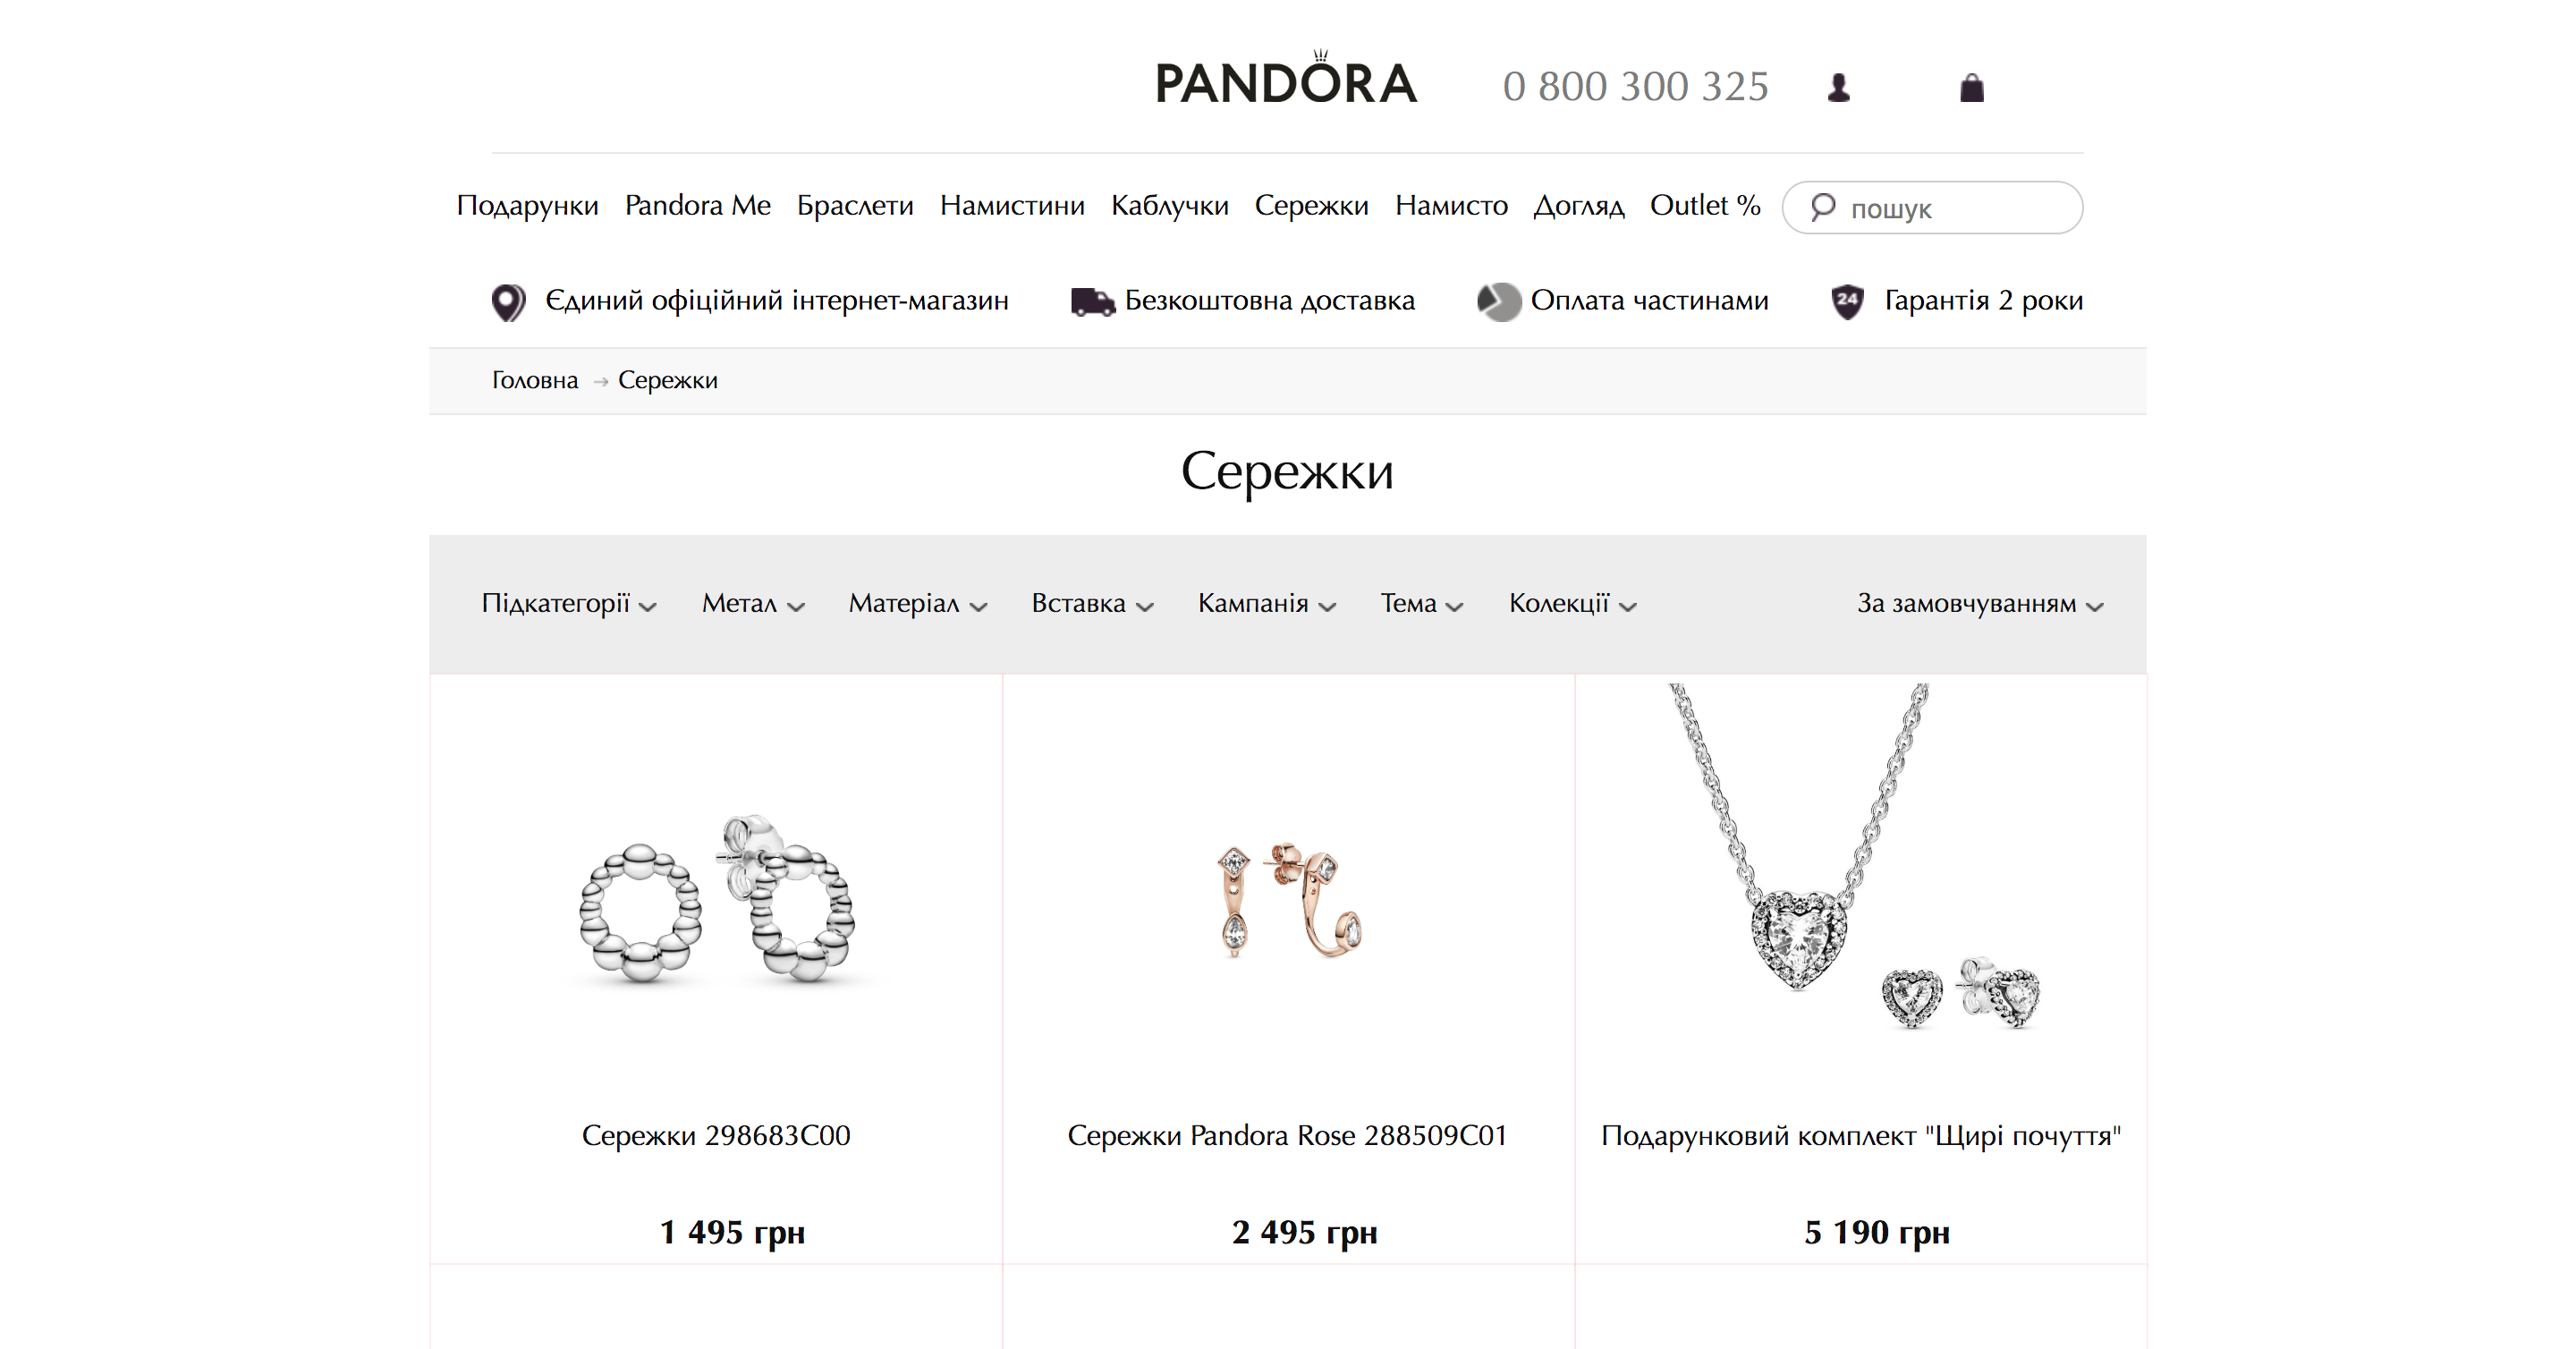 PANDORA
0 800 300 325
Подарунки Pandora Me Браслети Намистини Каблучки Сережки Намисто Догляд Outlet % пошук
Єдиний офіційний інтернет-магазин Безкоштовна доставка Оплата частинами 24 Гарантія 2 роки
Головна → Сережки
Сережки
Підкатегорії Метал Матеріал Вставка Кампанія Тема Колекції За замовчуванням
Сережки 298683C00
Сережки Pandora Rose 288509C01
Подарунковий комплект "Щирі почуття"
1 495 грн
2 495 грн
5 190 грн